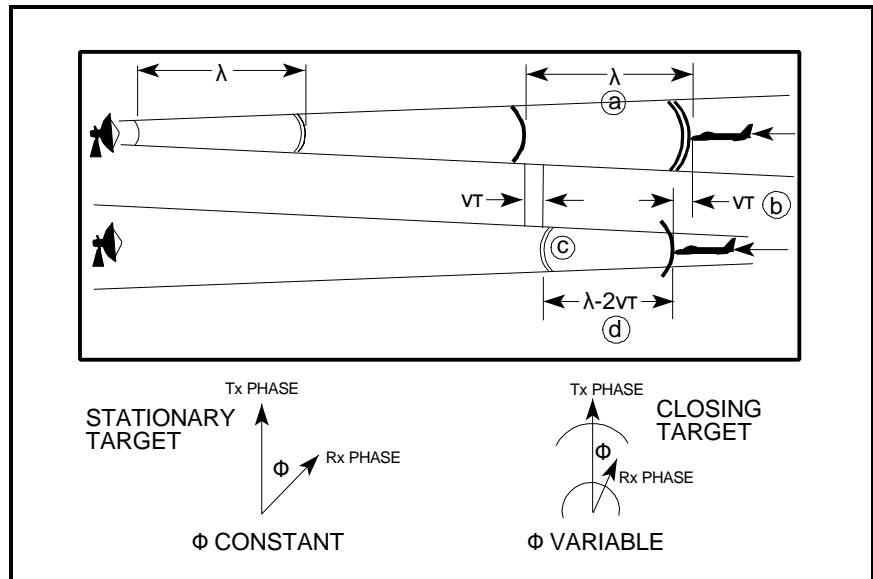 λ
λ
ⓐ
vτ
vτ ⓑ
ⓒ
λ-2vτ
ⓓ
Tx PHASE
STATIONARY
TARGET
Φ
Rx PHASE
Φ CONSTANT
Tx PHASE
CLOSING
TARGET
Φ
Rx PHASE
Φ VARIABLE